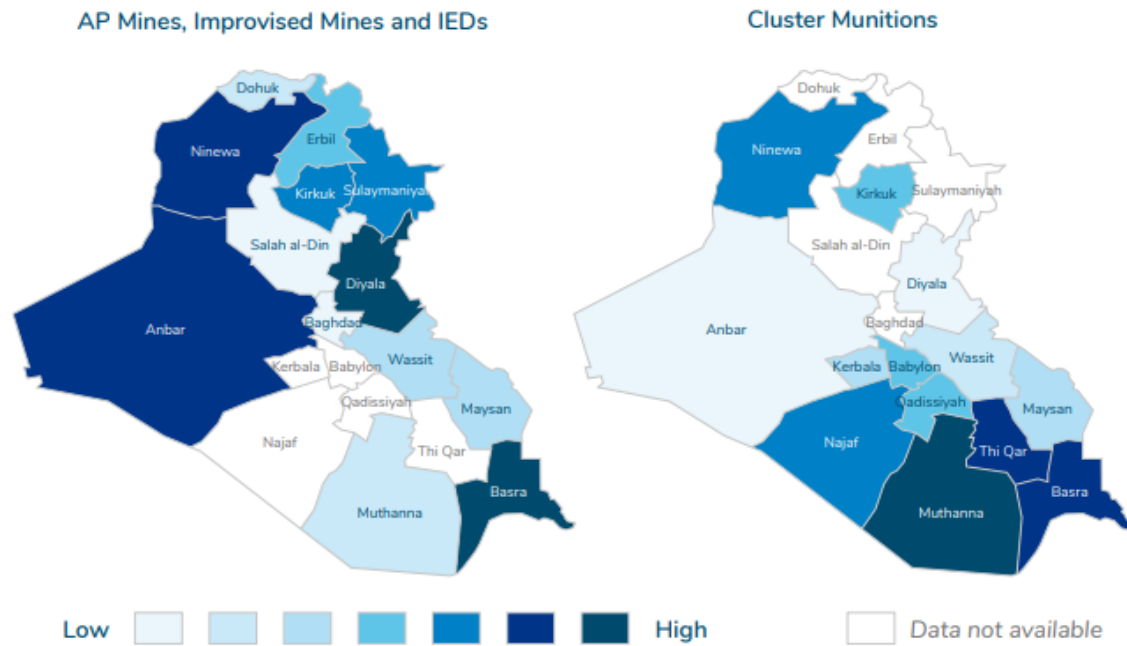 AP Mines, Improvised Mines and IEDs
Dohuk
Erbil
Ninewa
Kirkuk
Sulaymaniyah
Salah al-Din
Diyala
Baghdad
Anbar
Wassit
Kerbala
Babylon
Qadissiyah
Maysan
Najaf
Thi Qar
Basra
Muthanna
Cluster Munitions
Dohuk
Erbil
Ninewa
Kirkuk
Sulaymaniyah
Salah al-Din
Diyala
Baghdad
Anbar
Wassit
Kerbala
Babylon
Qadissiyah
Maysan
Najaf
Thi Qar
Basra
Muthanna
Low
High
Data not available